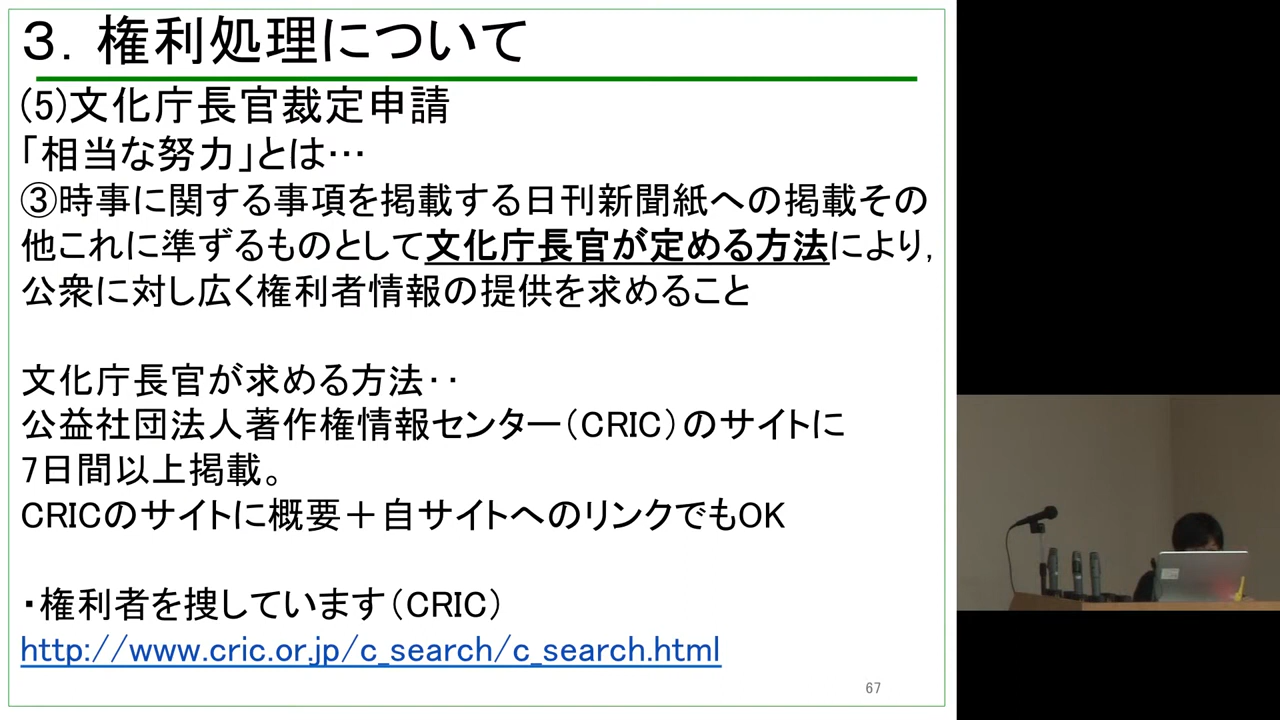 ３．権利処理について
(5)文化庁長官裁定申請
「相当な努力」とは…
③時事に関する事項を掲載する日刊新聞紙への掲載その
他これに準ずるものとして文化庁長官が定める方法により，
公衆に対し広く権利者情報の提供を求めること
文化庁長官が求める方法‥
公益社団法人著作権情報センター（CRIC）のサイトに
7日間以上掲載。
CRICのサイトに概要＋自サイトへのリンクでもOK
・権利者を捜しています（CRIC）
http://www.cric.or.jp/c_search/c_search.html
67